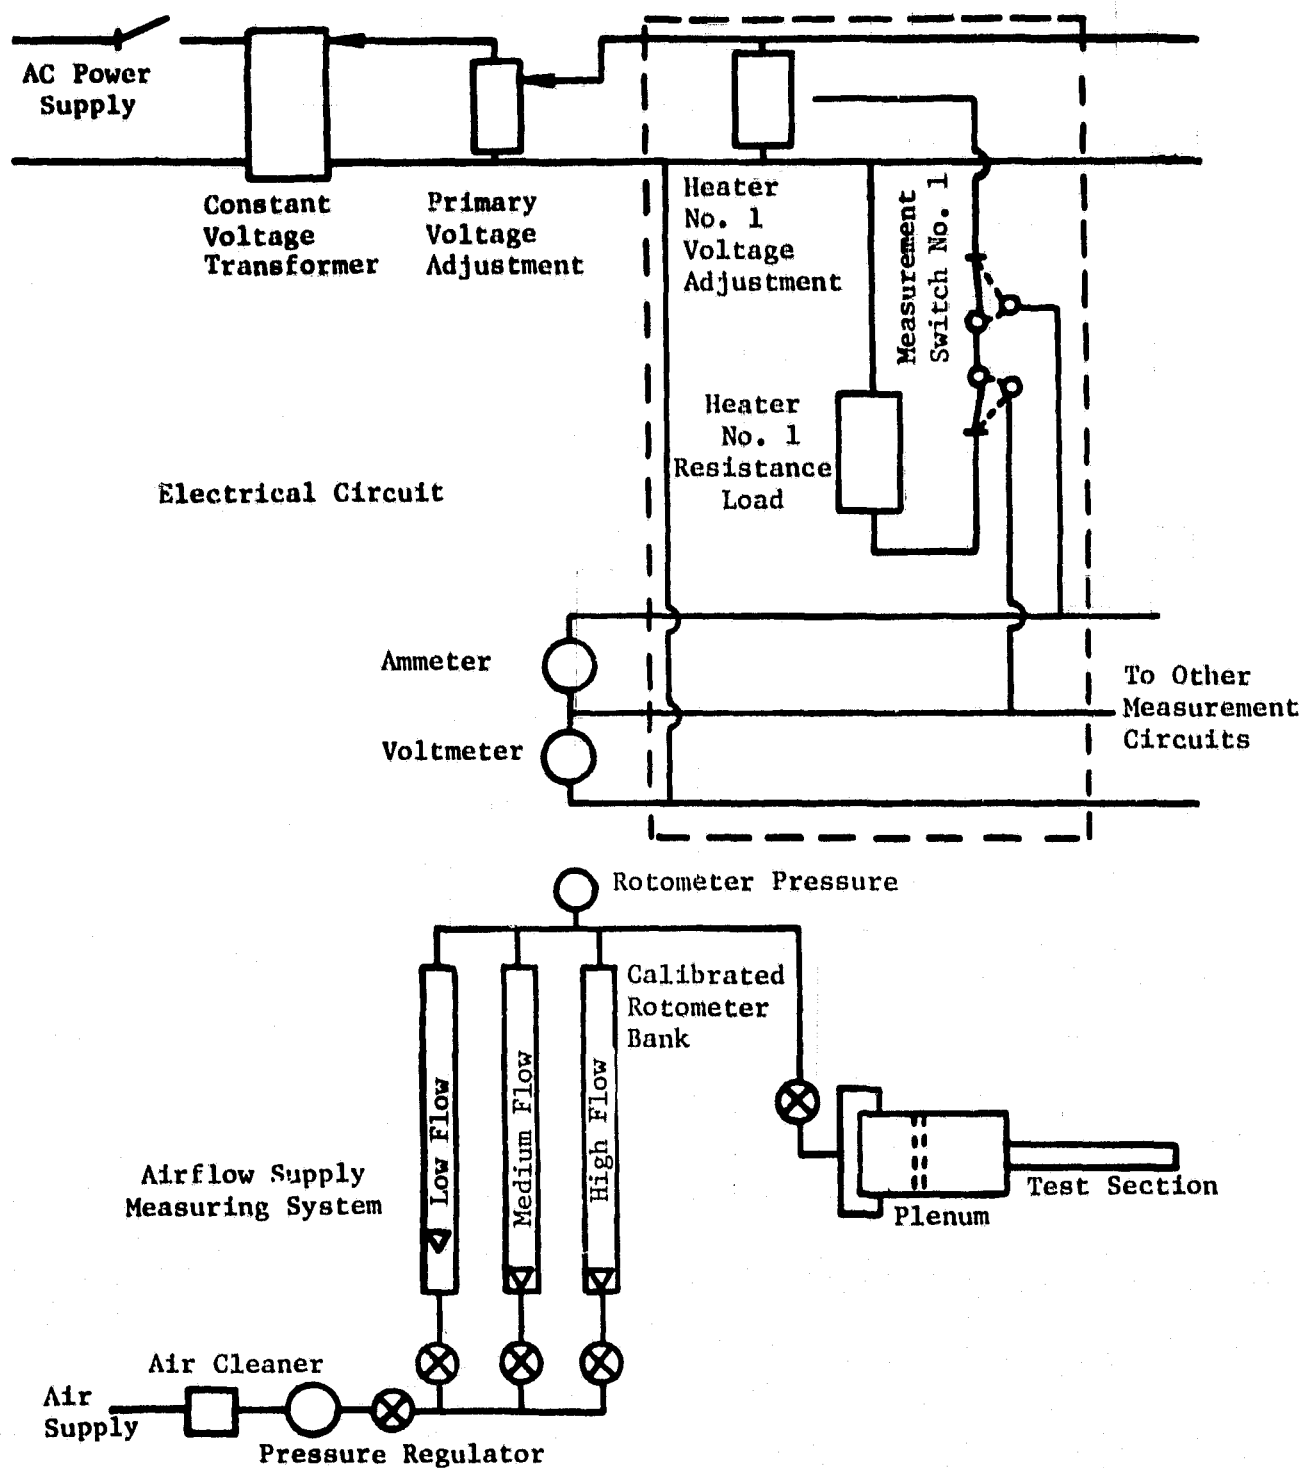 AC Power
Supply
Constant
Voltage
Transformer
Primary
Voltage
Adjustment
Heater
No. 1
Voltage
Adjustment
Measurement
Switch No. 1
Heater
No. 1
Resistance
Load
Electrical Circuit
Ammeter
Voltmeter
To Other
Measurement
Circuits
Rotometer Pressure
Calibrated
Rotometer
Bank
Low Flow
Medium Flow
High Flow
Airflow Supply
Measuring System
Test Section
Plenum
Air Cleaner
Air
Supply
Pressure Regulator